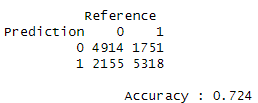 Reference
Prediction 0 1
0 4914 1751
1 2155 5318
Accuracy : 0.724